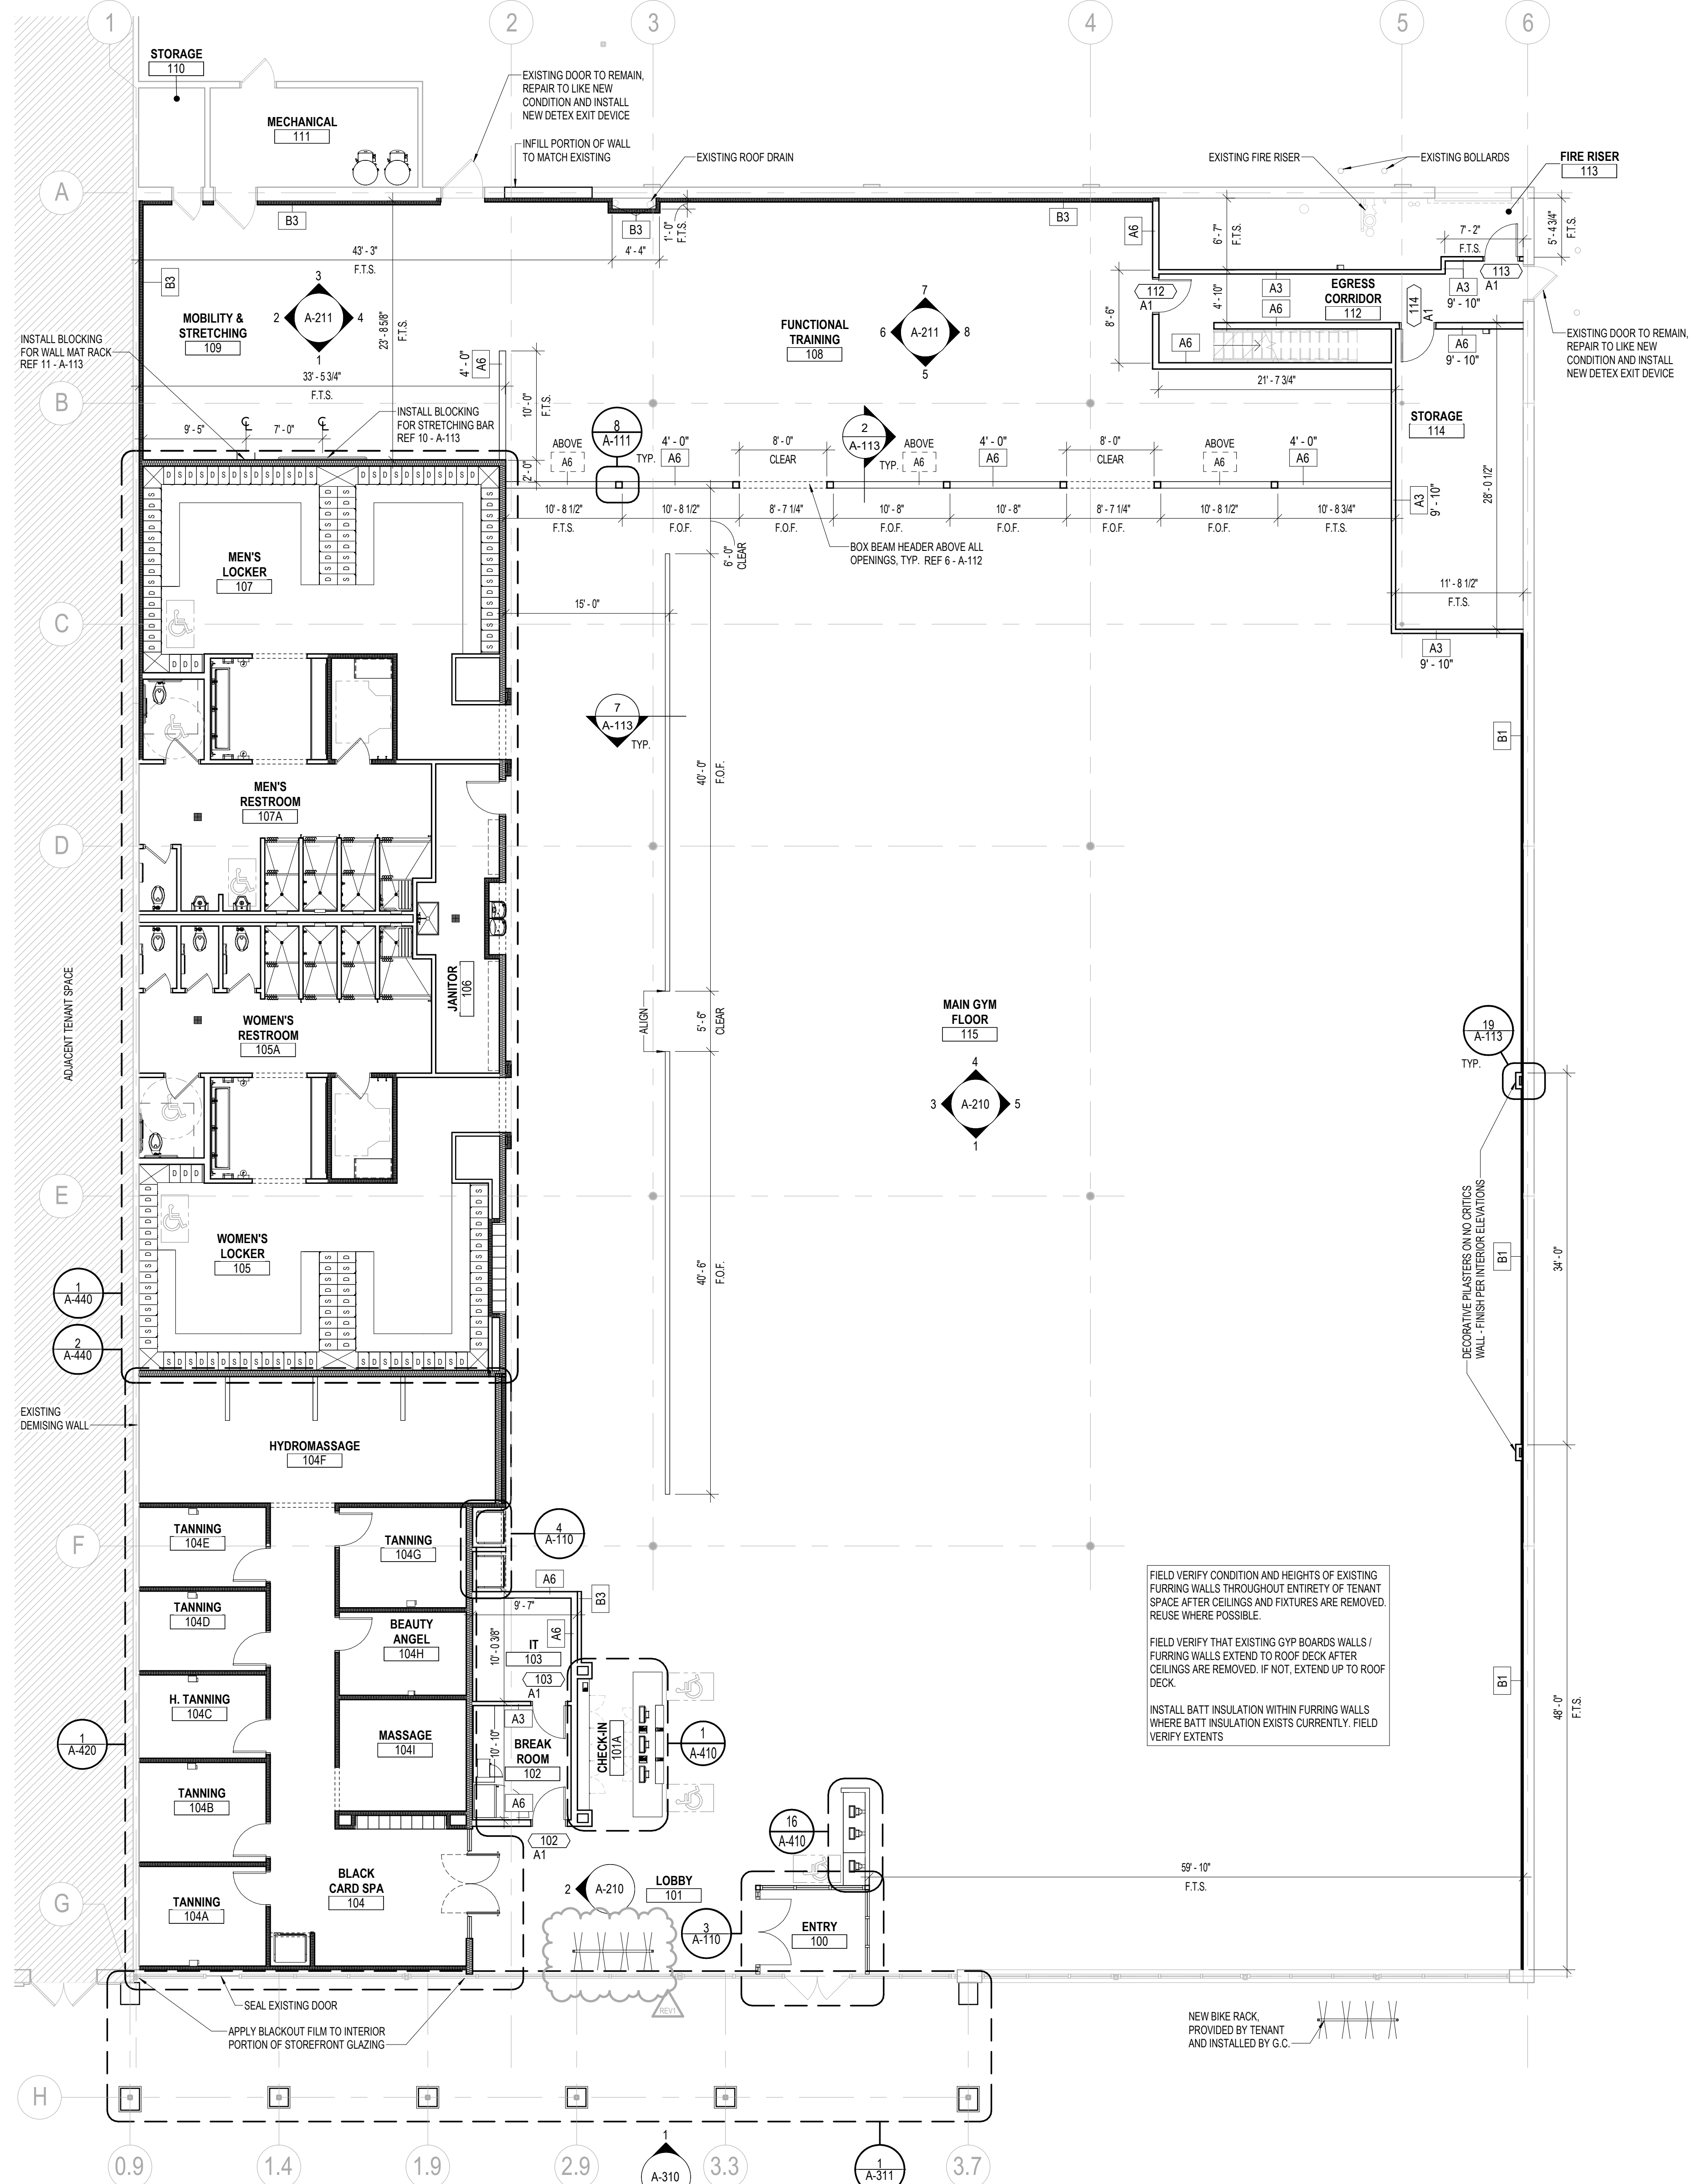 1
2
3
4
5
6
STORAGE
110
MECHANICAL
111
EXISTING DOOR TO REMAIN,
REPAIR TO LIKE NEW
CONDITION AND INSTALL
NEW DETEX EXIT DEVICE
INFILL PORTION OF WALL
TO MATCH EXISTING
EXISTING ROOF DRAIN
EXISTING FIRE RISER
EXISTING BOLLARDS
FIRE RISER
113
A
B3
B3
B3
A6
43' - 3"
F.T.S.
4' - 4"
1' - 0"
F.T.S.
6' - 7"
F.T.S.
7' - 2"
F.T.S.
5' - 4 3/4"
F.T.S.
B3
MOBILITY &
STRETCHING
109
3
2
A-211
4
1
23' - 8 5/8"
F.T.S.
FUNCTIONAL
TRAINING
108
7
6
A-211
8
5
112
A1
8' - 6"
4' - 10"
A3
A6
EGRESS
CORRIDOR
112
114
A1
A3
9' - 10"
113
A1
A6
A6
9' - 10"
EXISTING DOOR TO REMAIN,
REPAIR TO LIKE NEW
CONDITION AND INSTALL
NEW DETEX EXIT DEVICE
INSTALL BLOCKING
FOR WALL MAT RACK
REF 11 - A-113
33' - 5 3/4"
F.T.S.
4' - 0"
A6
10' - 0"
F.T.S.
21' - 7 3/4"
B
9' - 5"
7' - 0"
INSTALL BLOCKING
FOR STRETCHING BAR
REF 10 - A-113
2' - 0"
8
A-111
TYP.
ABOVE
A6
4' - 0"
A6
8' - 0"
CLEAR
2
A-113
TYP.
ABOVE
A6
4' - 0"
A6
8' - 0"
CLEAR
ABOVE
A6
4' - 0"
A6
STORAGE
114
A3
9' - 10"
28' - 0 1/2"
D S D S D S D S D S D S D
D S D S D S D S D
10' - 8 1/2"
F.T.S.
10' - 8 1/2"
F.O.F.
8' - 7 1/4"
F.O.F.
10' - 8"
F.O.F.
10' - 8"
F.O.F.
8' - 7 1/4"
F.O.F.
10' - 8 1/2"
F.O.F.
10' - 8 3/4"
F.T.S.
BOX BEAM HEADER ABOVE ALL
OPENINGS, TYP. REF 6 - A-112
6' - 0"
CLEAR
MEN'S
LOCKER
107
15' - 0"
11' - 8 1/2"
F.T.S.
C
D D D
A3
9' - 10"
7
A-113
TYP.
B1
40' - 0"
F.O.F.
MEN'S
RESTROOM
107A
D
JANITOR
106
ADJACENT TENANT SPACE
WOMEN'S
RESTROOM
105A
ALIGN
5' - 6"
CLEAR
MAIN GYM
FLOOR
115
4
3
A-210
5
1
19
A-113
TYP.
D D D
E
WOMEN'S
LOCKER
105
DECORATIVE PILASTERS ON NO CRITICS
WALL - FINISH PER INTERIOR ELEVATIONS
B1
34' - 0"
40' - 6"
F.O.F.
1
A-440
2
A-440
S D S D S D S D S D S D S
S D S D S D S D S D
EXISTING
DEMISING WALL
HYDROMASSAGE
104F
F
TANNING
104E
TANNING
104G
4
A-110
A6
B3
9' - 7"
TANNING
104D
BEAUTY
ANGEL
104H
10' - 0 3/8"
IT
103
A6
103
A1
FIELD VERIFY CONDITION AND HEIGHTS OF EXISTING
FURRING WALLS THROUGHOUT ENTIRETY OF TENANT
SPACE AFTER CEILINGS AND FIXTURES ARE REMOVED.
REUSE WHERE POSSIBLE.
FIELD VERIFY THAT EXISTING GYP BOARDS WALLS /
FURRING WALLS EXTEND TO ROOF DECK AFTER
CEILINGS ARE REMOVED. IF NOT, EXTEND UP TO ROOF
DECK.
INSTALL BATT INSULATION WITHIN FURRING WALLS
WHERE BATT INSULATION EXISTS CURRENTLY. FIELD
VERIFY EXTENTS
B1
48' - 0"
F.T.S.
H. TANNING
104C
MASSAGE
104I
A3
10' - 10"
BREAK
ROOM
102
CHECK-IN
101A
1
A-410
1
A-420
TANNING
104B
A6
102
A1
16
A-410
BLACK
CARD SPA
104
2
A-210
LOBBY
101
59' - 10"
F.T.S.
G
TANNING
104A
3
A-110
ENTRY
100
SEAL EXISTING DOOR
REV1
APPLY BLACKOUT FILM TO INTERIOR
PORTION OF STOREFRONT GLAZING
NEW BIKE RACK,
PROVIDED BY TENANT
AND INSTALLED BY G.C.
H
0.9
1.4
1.9
2.9
1
A-310
3.3
1
A-311
3.7